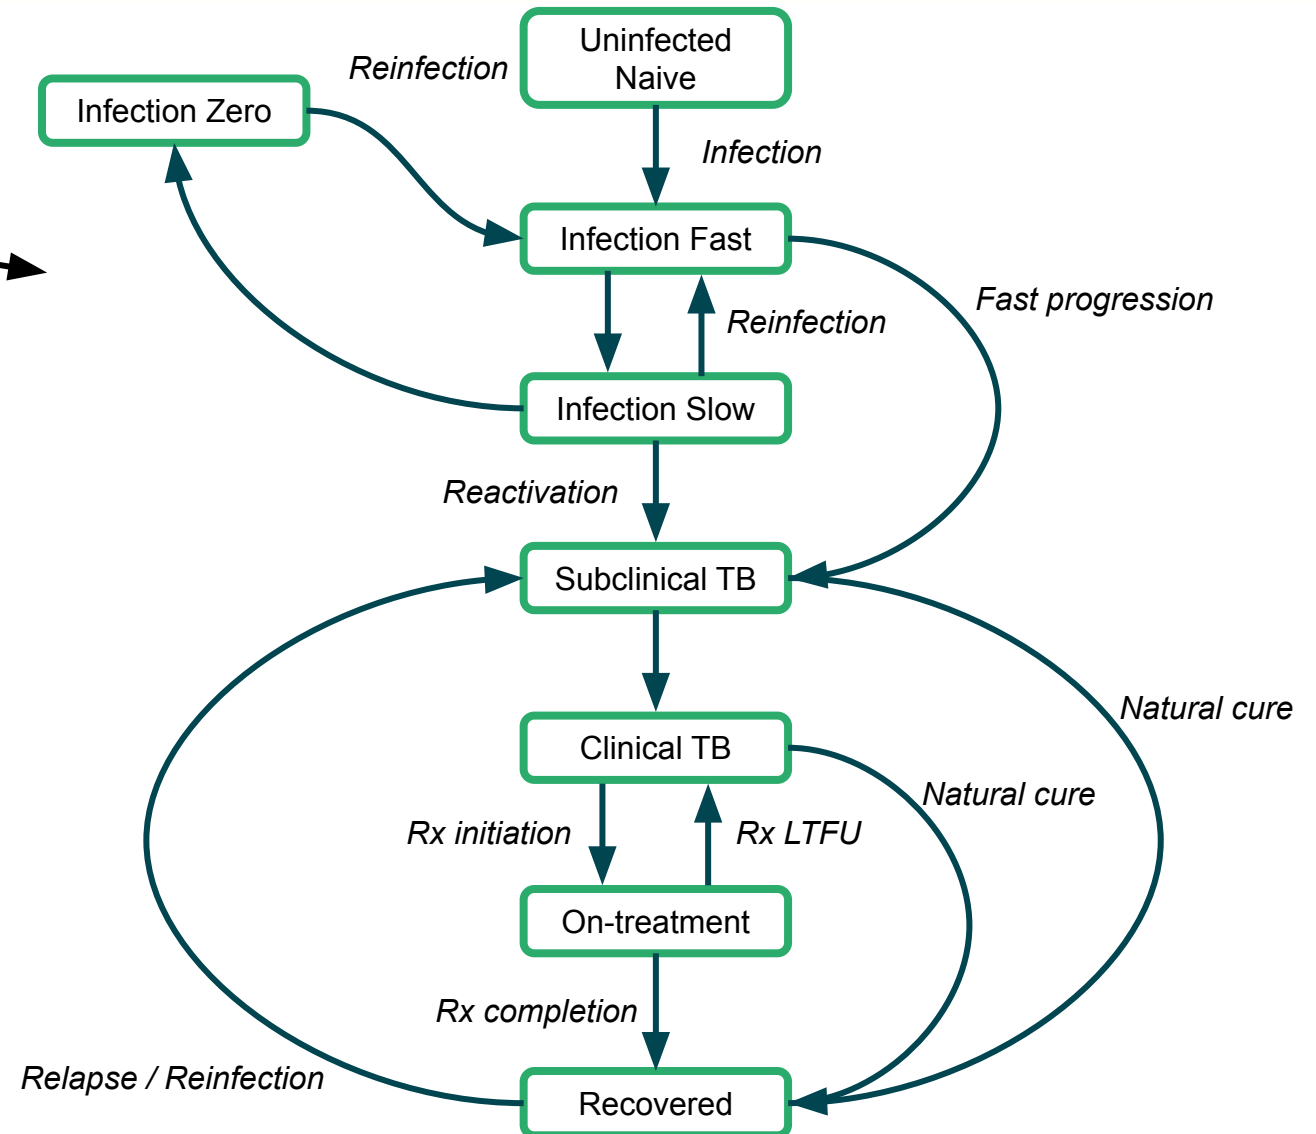 Uninfected
Naive
Reinfection
Infection Zero
Infection
Infection Fast
Fast progression
Reinfection
Infection Slow
Reactivation
Subclinical TB
Natural cure
Clinical TB
Natural cure
Rx initiation
Rx LTFU
On-treatment
Rx completion
Relapse / Reinfection
Recovered